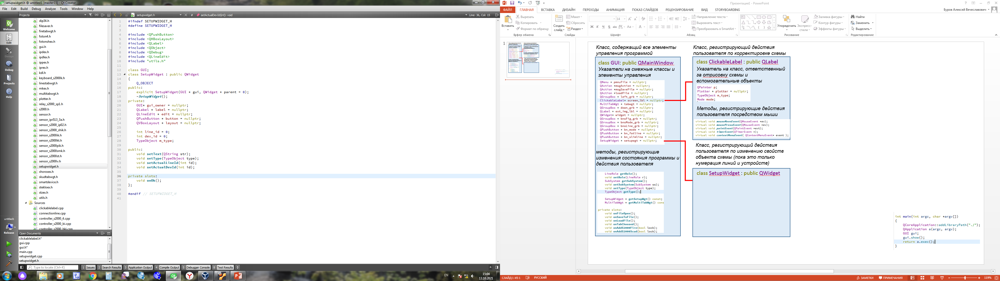 setupwidget.h @ untitled1 [master15] - Qt Creator
File Edit Build Debug Analyze Tools Window Help
Projects
setupwidget.h
# setActualDevId(int): void
Line: 36, Col: 15
Welcome
Edit
Design
Debug
Projects
Help
untitled1
Release
dip34.h
filesaver.h
firetabwgt.h
foton4.h
fotonshex.h
gui.h
ipdex.h
ipdlex.h
ippex.h
iprex.h
kdl.h
keyboard_s2000k.h
linestabwgt.h
mkex.h
multitabwgt.h
plotter.h
relay_s2000_sp1.h
s2000.h
sensor.h
sensor_ipr513_3a.h
sensor_s2000_ip02.h
sensor_s2000_shik.h
sensor_s2000ik.h
sensor_s2000kt.h
sensor_s2000pik.h
sensor_s2000smk.h
sensor_s2000st.h
sensor_s2000v.h
setupwidget.h
shoroxex.h
skudtabwgt.h
smartdevice.h
stekloex.h
stzex.h
utils.h
Sources
clickablelabel.cpp
connectionline.cpp
controller_s2000_4.cpp
controller_s2000_bi.cpp
controller_s2000_bki.cpp
Open Documents
clickablelabel.h*
gui.cpp
gui.h*
main.cpp
setupwidget.cpp
setupwidget.h
1 #ifndef SETUPWIDGET_H
2 #define SETUPWIDGET_H
3
4 #include <QPushButton>
5 #include <QHBoxLayout>
6 #include <QLabel>
7 #include <QObject>
8 #include <QDebug>
9 #include <QLineEdit>
10 #include "utils.h"
11
12 class GUI;
13 class SetupWidget : public QWidget
14 {
15 Q_OBJECT
16 public:
17 explicit SetupWidget(GUI * gui, QWidget * parent = 0);
18 ~SetupWidget();
19 private:
20 GUI* gui_owner = nullptr;
21 QLabel * label = nullptr;
22 QLineEdit * edit = nullptr;
23 QPushButton * button = nullptr;
24 QVBoxLayout * layout = nullptr;
25
26 int line_id = 0;
27 int dev_id = 0;
28 TypeObject m_type;
29
30 public:
31 void setText(QString str);
32 void setType(TypeObject type);
33 void setActualLineId(int id);
34 void setActualDevId(int id);
35
36 private slots:
37 void onOk();
38 };
39
40 #endif // SETUPWIDGET_H
41
Type to locate (Ctrl+K)
1 Issues 2 Search Results 3 Application Output 4 Compile Output 5 Debugger Console 8 Test Results
EN
15:04
13.10.2021
Презентация1 - PowerPoint
ФАЙЛ ГЛАВНАЯ ВСТАВКА ДИЗАЙН ПЕРЕХОДЫ АНИМАЦИЯ ПОКАЗ СЛАЙДОВ РЕЦЕНЗИРОВАНИЕ ВИД STORYBOARDING
Буров Алексей Вячеславович
Вставить
Вырезать
Копировать
Формат по образцу
Буфер обмена
Создать слайд
Макет
Сбросить
Раздел
Слайды
14
Ж К Ч S abc AV Aa A
Шрифт
Направление текста
Выровнять текст
Преобразовать в SmartArt
Абзац
Упорядочить
Экспресс-стили
Заливка фигуры
Контур фигуры
Эффекты фигуры
Рисование
Найти
Заменить
Выделить
Редактирование
1
Класс, содержащий все элементы
управления программой
class GUI: public QMainWindow
Указатели на смежные классы и
элементы управления
QMenu * pmnuFile = nullptr;
QAction *msgAction = nullptr;
QAction *msgSaveFile = nullptr;
QAction *loadFile = nullptr;
QGroupBox * left_grb = nullptr;
ClickableLabel* screen_lbl = nullptr;
MultiTabWgt * tabwgt = nullptr;
QGroupBox * down_grb = nullptr;
QLabel * ext_img_lbl = nullptr;
QWidget* widget = nullptr;
QGroupBox * bnsFig_grb = nullptr;
QGroupBox * bnsMode_grb = nullptr;
QGroupBox * bnsLine_grb = nullptr;
QPushButton * bn_mode = nullptr;
QPushButton * bn_fatline = nullptr;
QPushButton * bn_slimline = nullptr;
SetupWidget * setupwgt = nullptr;
методы, регистрирующие
изменения состояния программы и
действия пользователя
LineRole getRole();
void setRole(LineRole r);
SubSystem getSubSystem();
void setSubSystem(SubSystem ss);
void setType(TypeObject type);
TypeObject getType();
SetupWidget * getSetupWgt() const;
MultiTabWgt * getMultiTabWgt() cons
private slots:
void onFileOpen();
void onSaveToFile();
void onLoadFile();
void onTabChoosed();
void onAddS2000Fire(bool lock);
void onAddS2000Scud(bool lock);
Класс, регистрирующий действия
пользователя по корректировке схемы
class ClickableLabel : public QLabel
Указатель на класс, ответственный
за отрисовку схемы и
вспомогательные объекты
QPainter p;
Plotter * plotter = nullptr;
TypeObject m_type;
Mode mode;
Методы, регистрирующие действия
пользователя посредством мыши
virtual void mouseMoveEvent(QMouseEvent *ev);
virtual void mousePressEvent(QMouseEvent *ev);
virtual void paintEvent(QPaintEvent *evt);
virtual void timerEvent(QTimerEvent *);
virtual void contextMenuEvent( QContextMenuEvent* event );
Класс, регистрирующий действия
пользователя по изменению свойств
объекта схемы (пока это только
нумерация линий и устройств)
class SetupWidget : public QWidget
int main(int argc, char *argv[])
{
QCoreApplication::addLibraryPath("./");
QApplication a(argc, argv);
GUI gui;
gui.show();
return a.exec();
}
СЛАЙД 1 ИЗ 1 РУССКИЙ
ЗАМЕТКИ ПРИМЕЧАНИЯ
119%